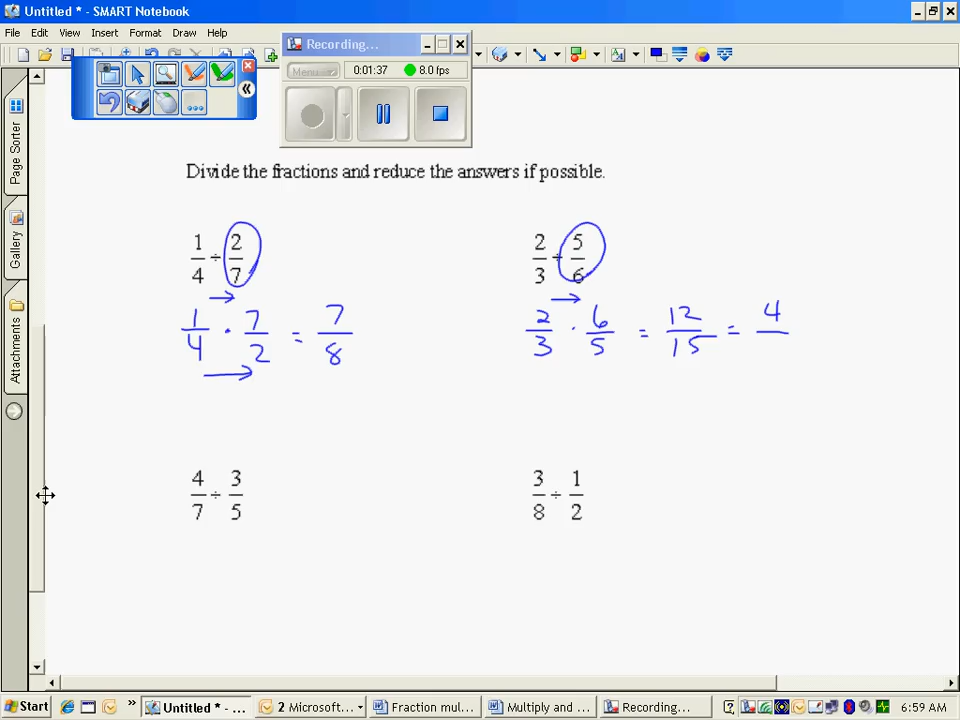 Untitled * - SMART Notebook
File Edit View Insert Format Draw Help
Recording...
Menu
0:01:37
8.0 fps
Page Sorter
Gallery
Attachments
Divide the fractions and reduce the answers if possible.
1/4 ÷ 2/7
1/4 · 7/2 = 7/8
2/3 ÷ 5/6
2/3 · 6/5 = 12/15 = 4/
4/7 ÷ 3/5
3/8 ÷ 1/2
Start
»
Untitled * - SMART...
2 Microsoft...
Fraction mul...
Multiply and ...
Recording...
6:59 AM